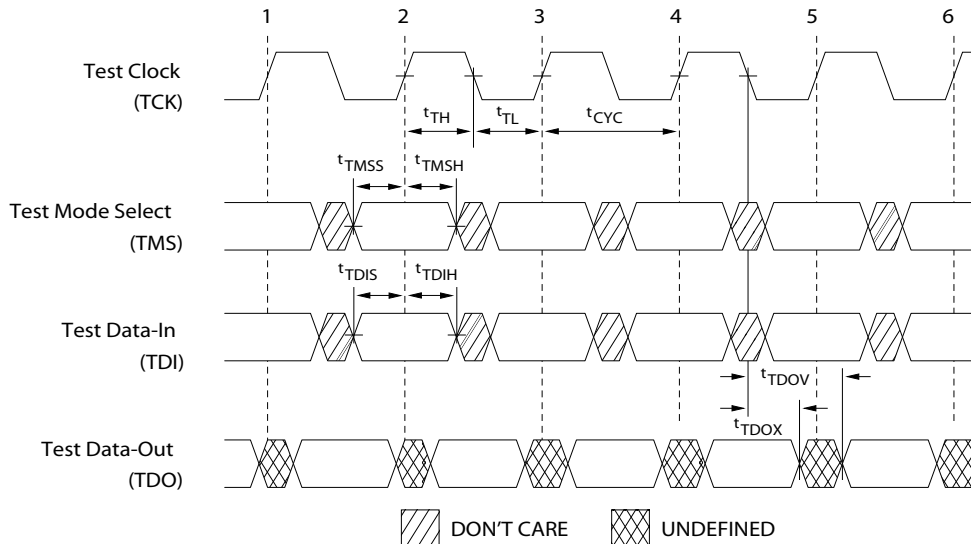 1 2 3 4 5 6
Test Clock
(TCK)
tTH tTL tCYC
tTMSS tTMSH
Test Mode Select
(TMS)
tTDIS tTDIH
Test Data-In
(TDI)
tTDOV
tTDOX
Test Data-Out
(TDO)
DON'T CARE UNDEFINED